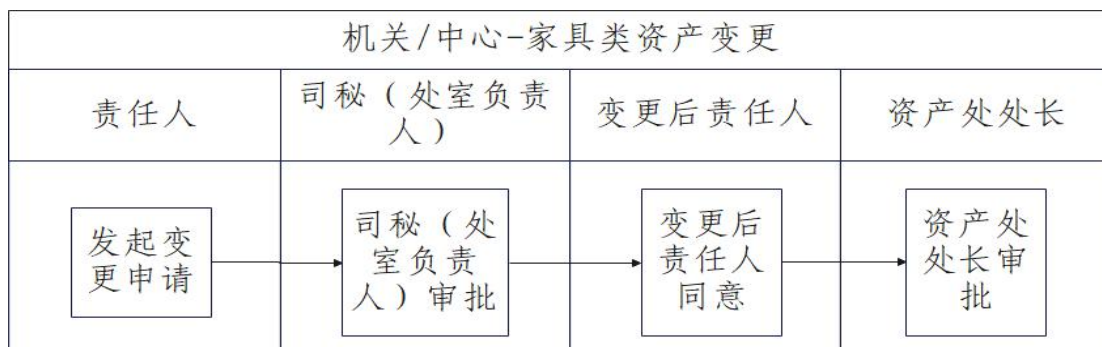 机关/中心-家具类资产变更
责任人
司秘（处室负责
人）
变更后责任人
资产处处长
发起变
更申请
司秘（处
室负责
人）审批
变更后
责任人
同意
资产处
处长审
批